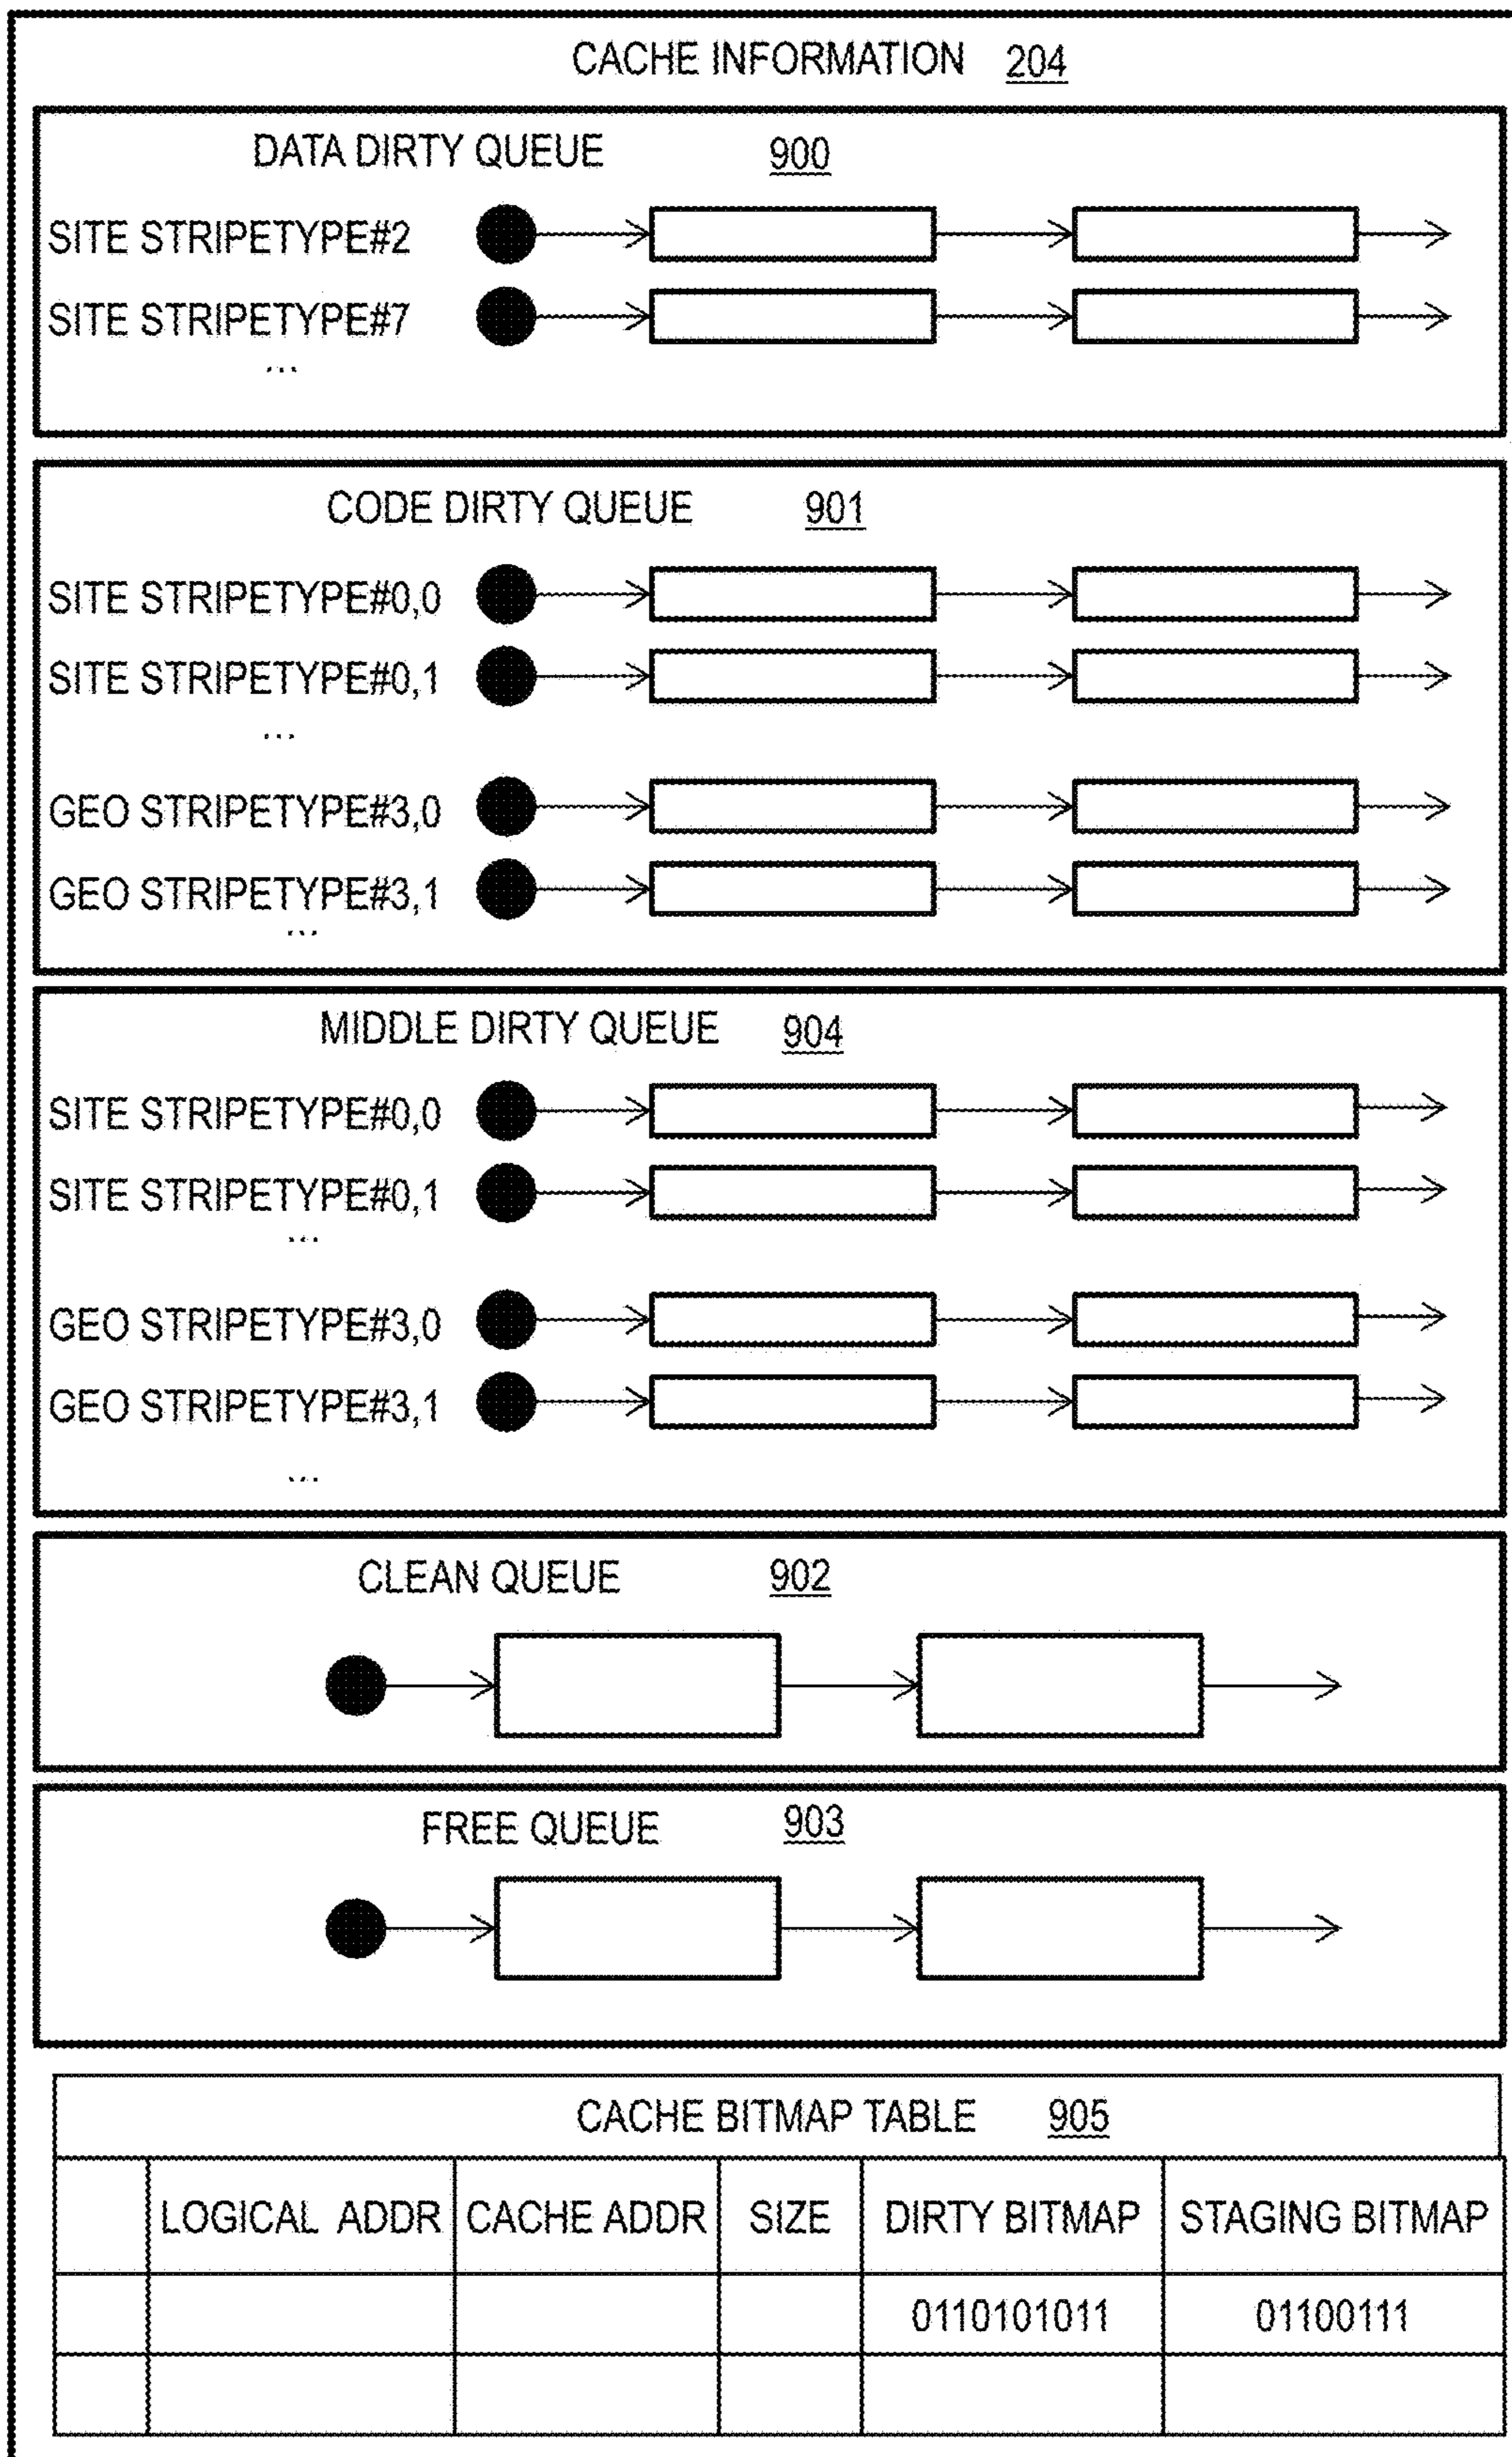 CACHE INFORMATION 204
DATA DIRTY QUEUE 900
SITE STRIPETYPE#2
SITE STRIPETYPE#7
...
CODE DIRTY QUEUE 901
SITE STRIPETYPE#0,0
SITE STRIPETYPE#0,1
...
GEO STRIPETYPE#3,0
GEO STRIPETYPE#3,1
...
MIDDLE DIRTY QUEUE 904
SITE STRIPETYPE#0,0
SITE STRIPETYPE#0,1
...
GEO STRIPETYPE#3,0
GEO STRIPETYPE#3,1
...
CLEAN QUEUE 902
FREE QUEUE 903
CACHE BITMAP TABLE 905
LOGICAL ADDR CACHE ADDR SIZE DIRTY BITMAP STAGING BITMAP
0110101011 01100111